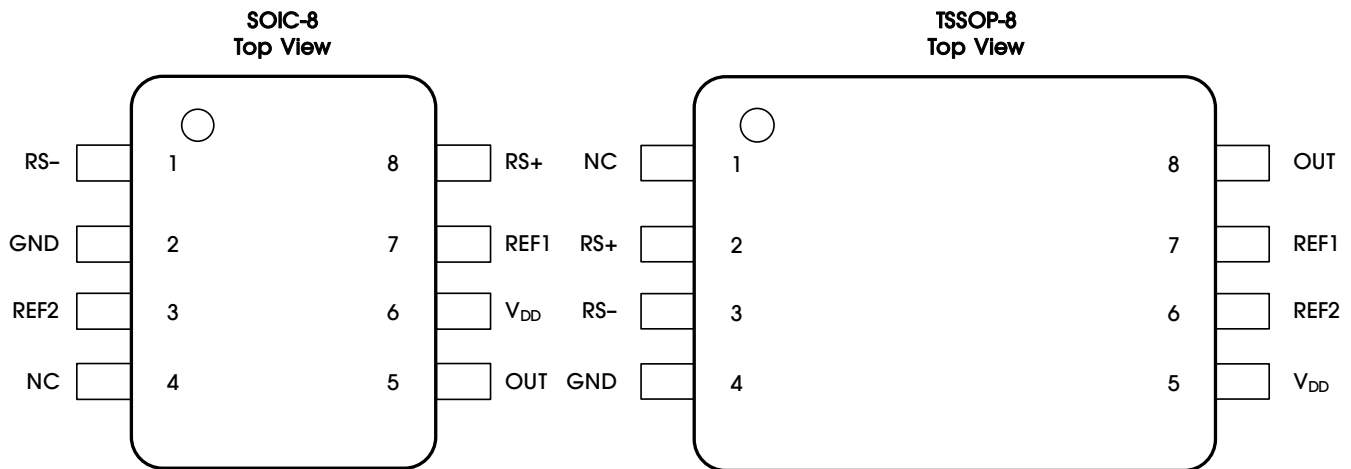 SOIC-8
Top View
RS− 1 8 RS+
GND 2 7 REF1
REF2 3 6 VDD
NC 4 5 OUT
TSSOP-8
Top View
NC 1 8 OUT
RS+ 2 7 REF1
RS− 3 6 REF2
GND 4 5 VDD